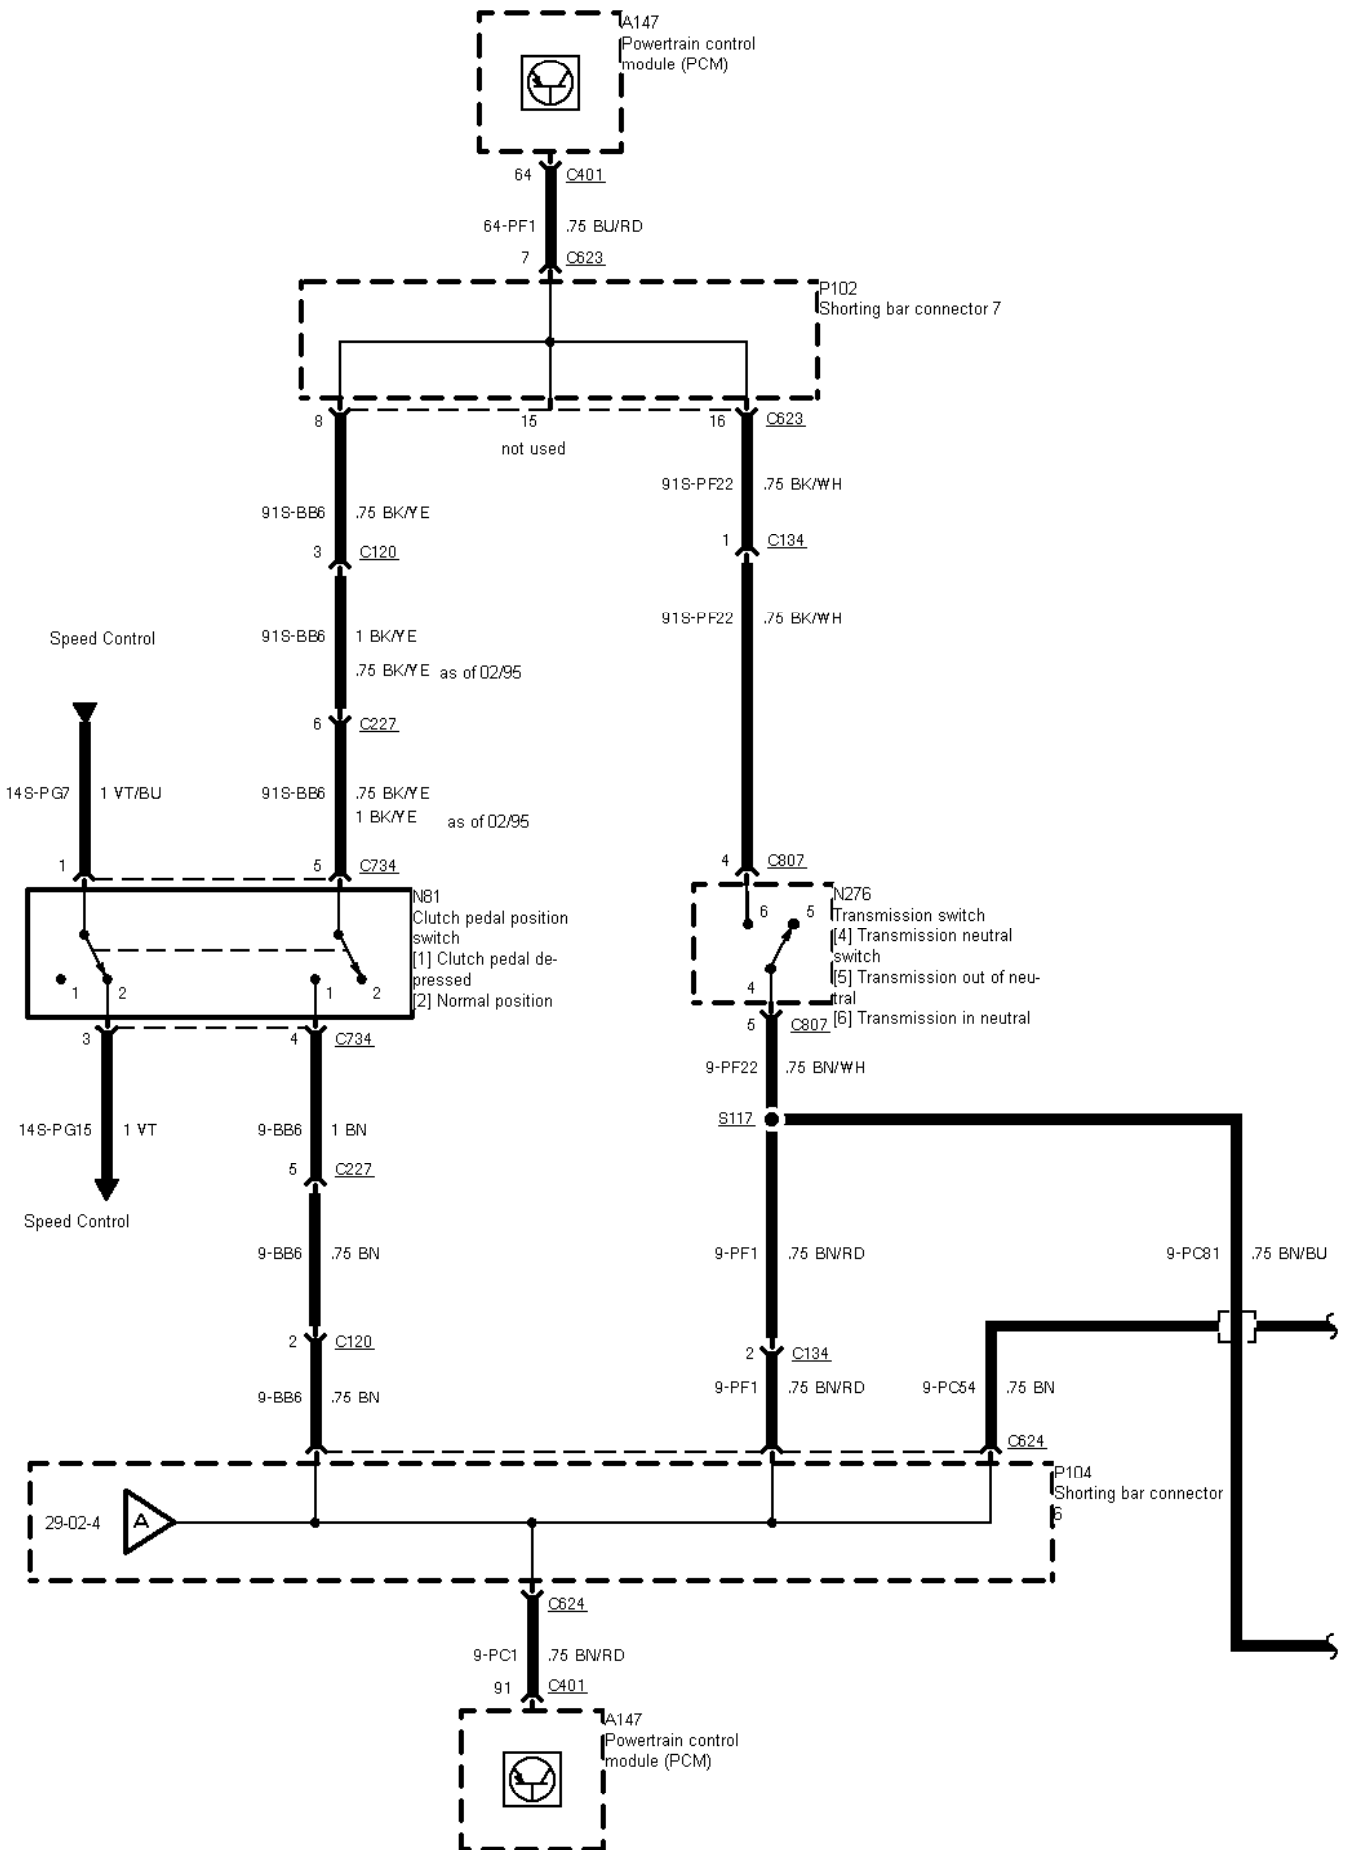 A147
Powertrain control
module (PCM)
64 C401
64-PF1 .75 BU/RD
7 C623
P102
Shorting bar connector 7
8 15 16 C623
not used
91S-PF22 .75 BK/WH
91S-BB6 .75 BK/YE
1 C134
3 C120
91S-PF22 .75 BK/WH
Speed Control
91S-BB6 1 BK/YE
.75 BK/YE as of 02/95
6 C227
14S-PG7 1 VT/BU
91S-BB6 .75 BK/YE
1 BK/YE as of 02/95
1 5 C734
4 C807
N81
Clutch pedal position
switch
[1] Clutch pedal de-
pressed
[2] Normal position
1 2 1 2
N276
Transmission switch
[4] Transmission neutral
switch
[5] Transmission out of neu-
tral
[6] Transmission in neutral
6 5
4
3 4 C734
5 C807
9-PF22 .75 BN/WH
S117
14S-PG15 1 VT
9-BB6 1 BN
5 C227
Speed Control
9-BB6 .75 BN
9-PF1 .75 BN/RD
9-PC81 .75 BN/BU
2 C120
2 C134
9-BB6 .75 BN
9-PF1 .75 BN/RD
9-PC54 .75 BN
C624
P104
Shorting bar connector
6
29-02-4 A
C624
9-PC1 .75 BN/RD
91 C401
A147
Powertrain control
module (PCM)